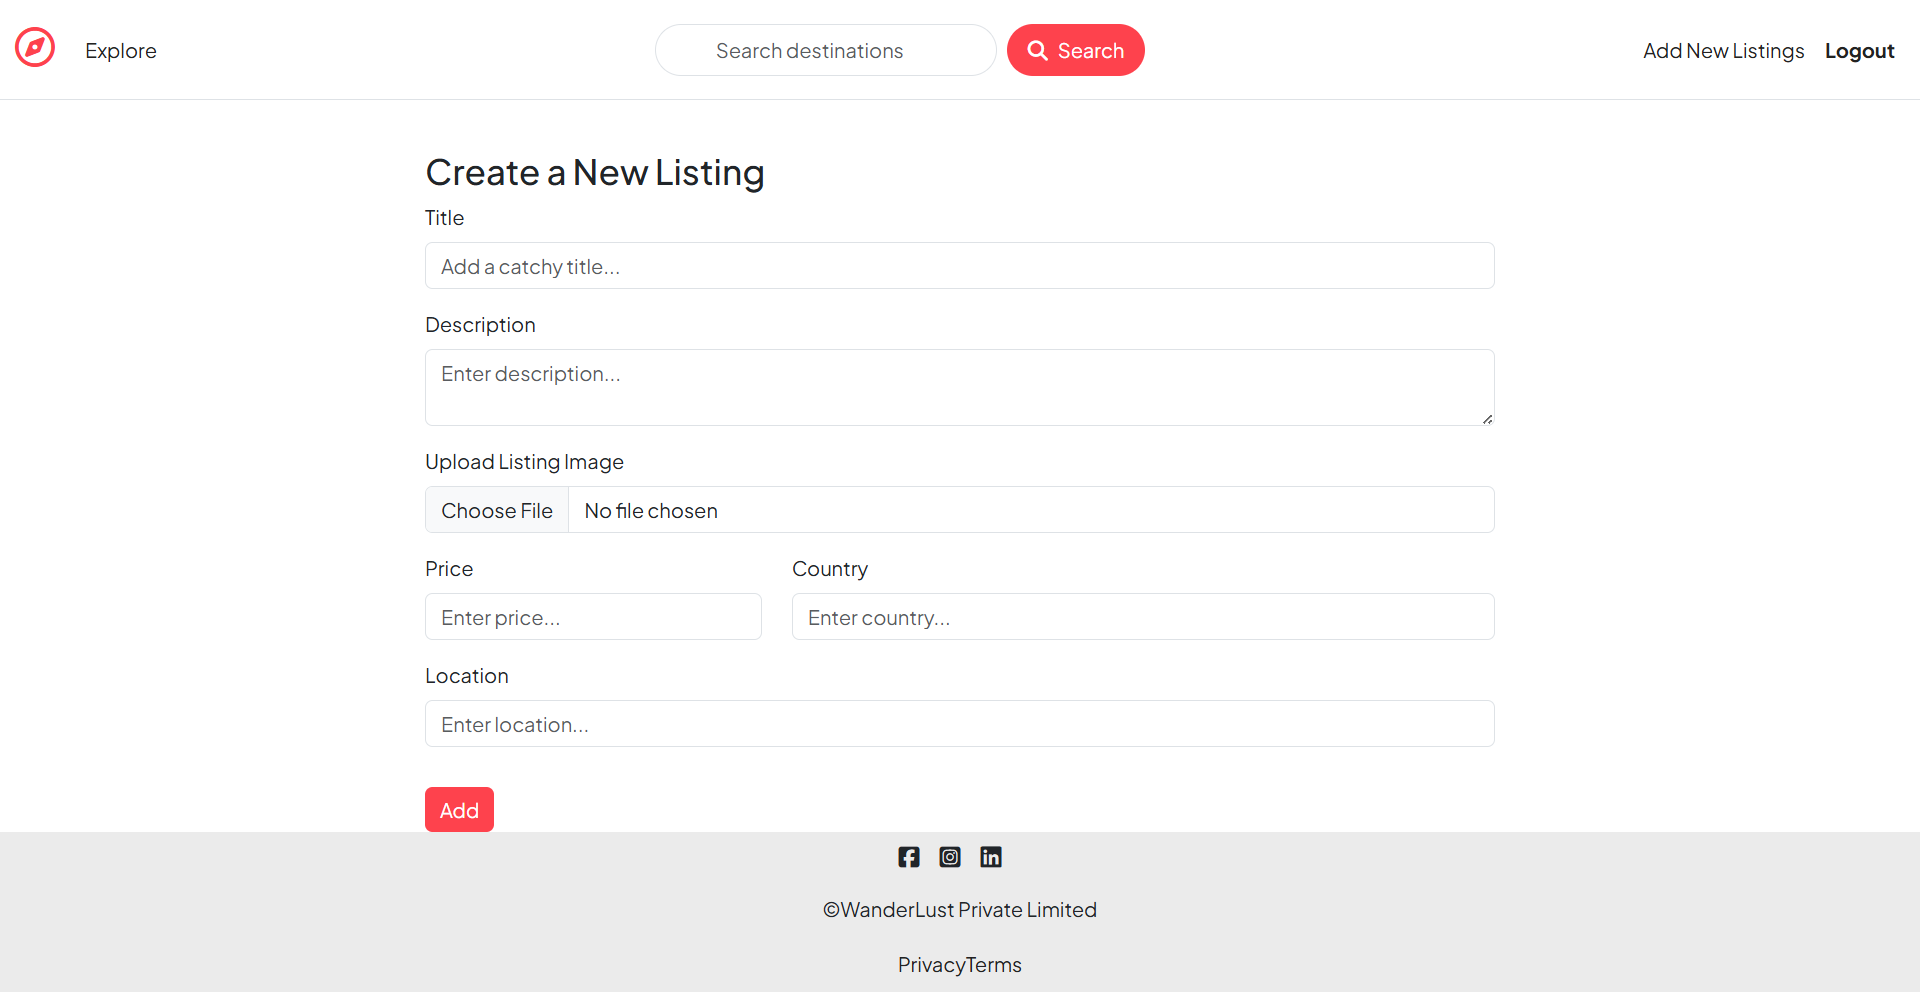 Explore
Search destinations
Search
Add New Listings
Logout
Create a New Listing
Title
Add a catchy title...
Description
Enter description...
Upload Listing Image
Choose File
No file chosen
Price
Country
Enter price...
Enter country...
Location
Enter location...
Add
©WanderLust Private Limited
PrivacyTerms